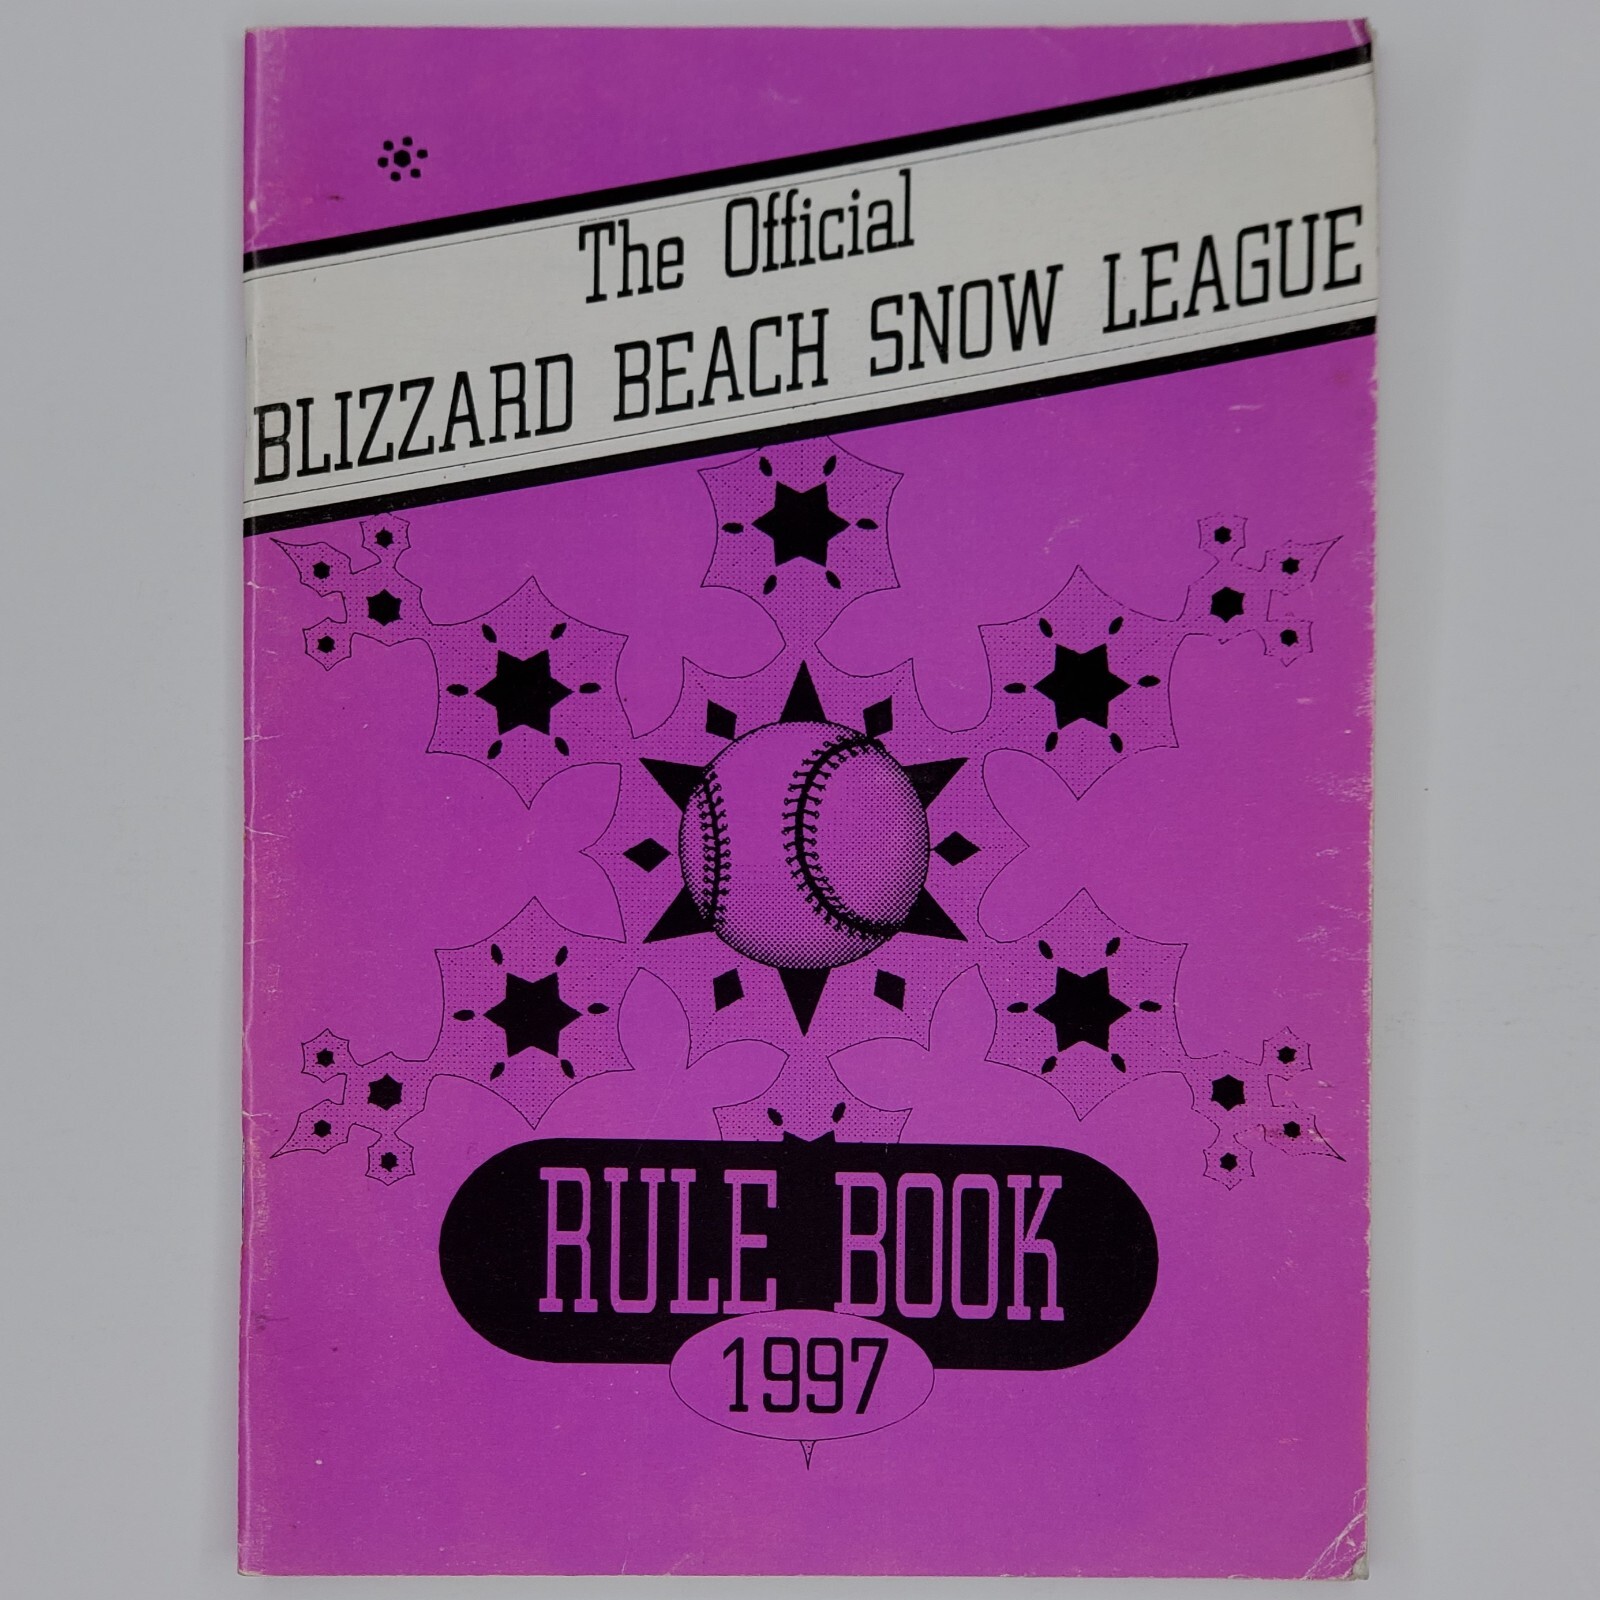 The Official
BLIZZARD BEACH SNOW LEAGUE
RULE BOOK
1997